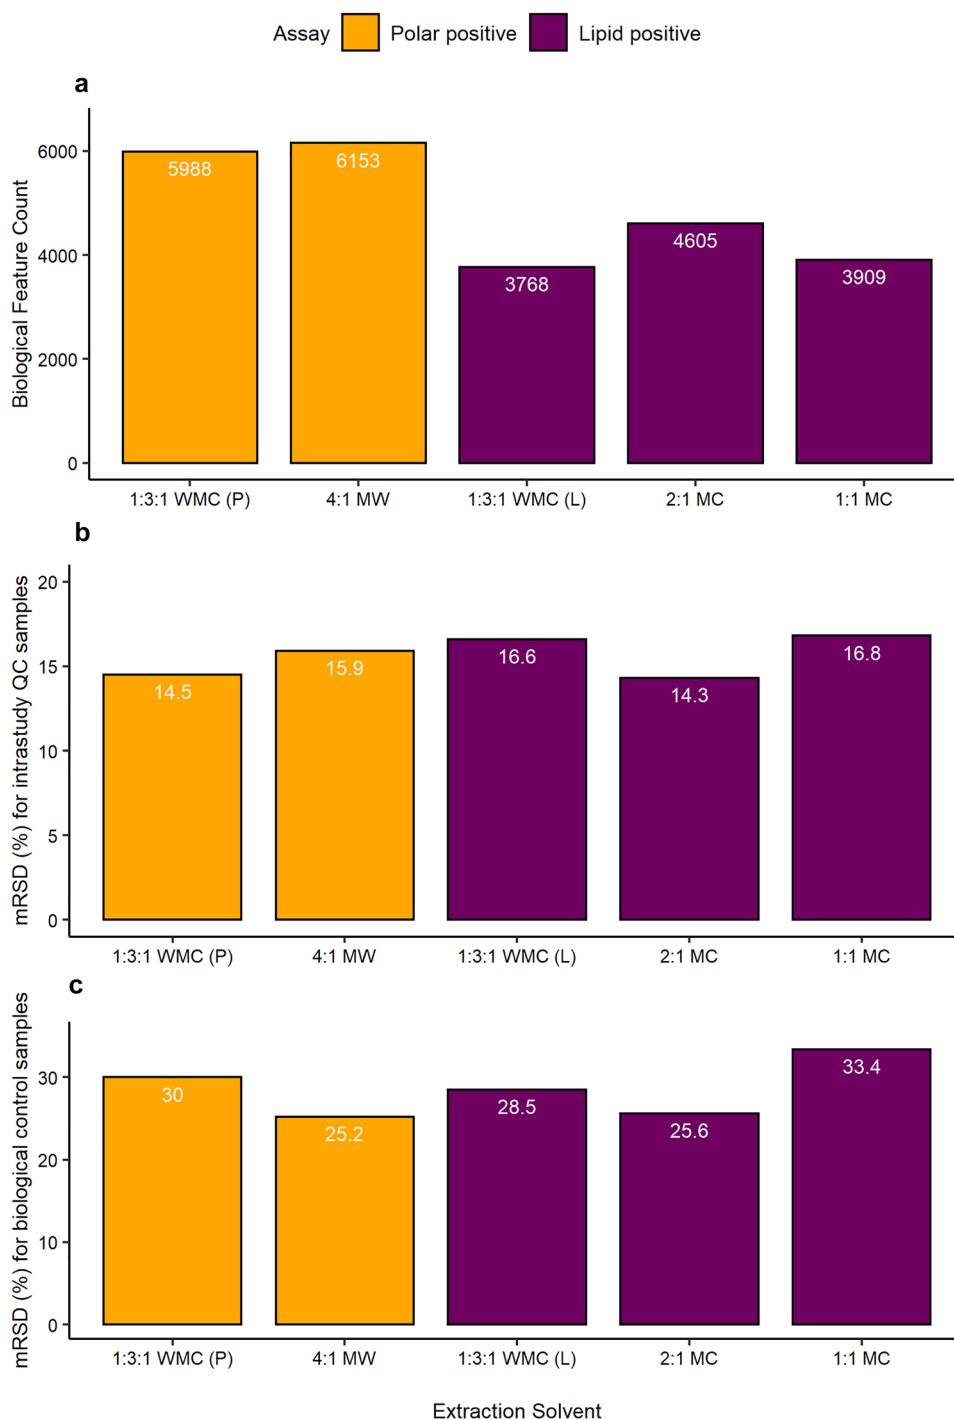 Assay Polar positive Lipid positive
a
Biological Feature Count
6000
4000
2000
0
5988
6153
3768
4605
3909
1:3:1 WMC (P) 4:1 MW 1:3:1 WMC (L) 2:1 MC 1:1 MC
b
mRSD (%) for intrastudy QC samples
20
15
10
5
0
14.5
15.9
16.6
14.3
16.8
1:3:1 WMC (P) 4:1 MW 1:3:1 WMC (L) 2:1 MC 1:1 MC
c
mRSD (%) for biological control samples
30
20
10
0
30
25.2
28.5
25.6
33.4
1:3:1 WMC (P) 4:1 MW 1:3:1 WMC (L) 2:1 MC 1:1 MC
Extraction Solvent